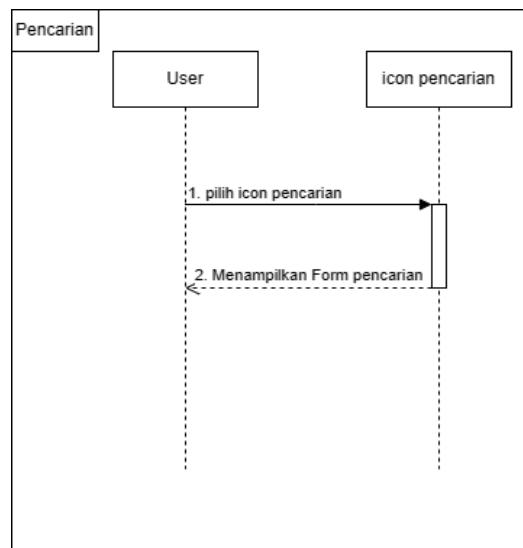 Pencarian
User
icon pencarian
1. pilih icon pencarian
2. Menampilkan Form pencarian